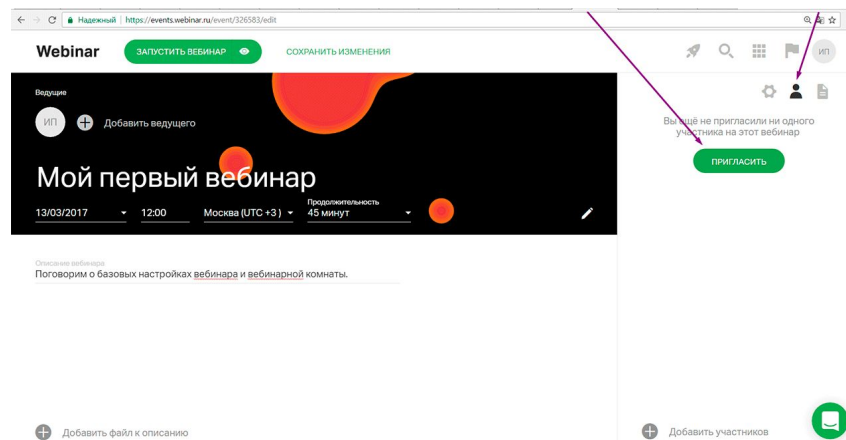 Надежный | https://events.webinar.ru/event/326583/edit
Webinar
ЗАПУСТИТЬ ВЕБИНАР
СОХРАНИТЬ ИЗМЕНЕНИЯ
ИП
Ведущие
ИП
Добавить ведущего
Мой первый вебинар
Продолжительность
13/03/2017 12:00 Москва (UTC +3 ) 45 минут
Описание вебинара
Поговорим о базовых настройках вебинара и вебинарной комнаты.
Добавить файл к описанию
Вы ещё не пригласили ни одного
участника на этот вебинар
ПРИГЛАСИТЬ
Добавить участников